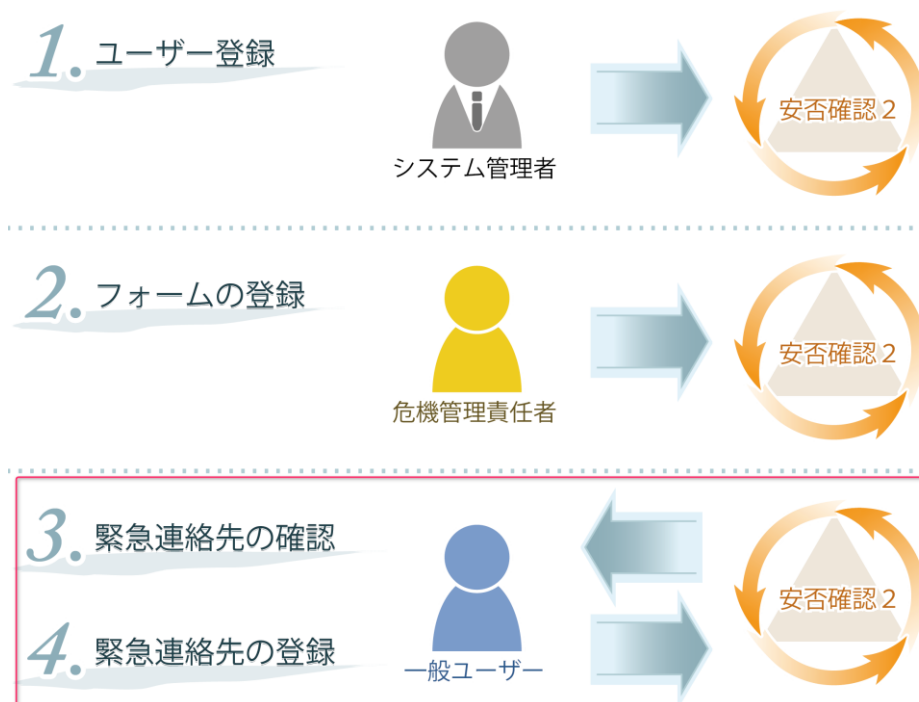 1. ユーザー登録
システム管理者
安否確認2
2. フォームの登録
危機管理責任者
安否確認2
3. 緊急連絡先の確認
4. 緊急連絡先の登録
一般ユーザー
安否確認2